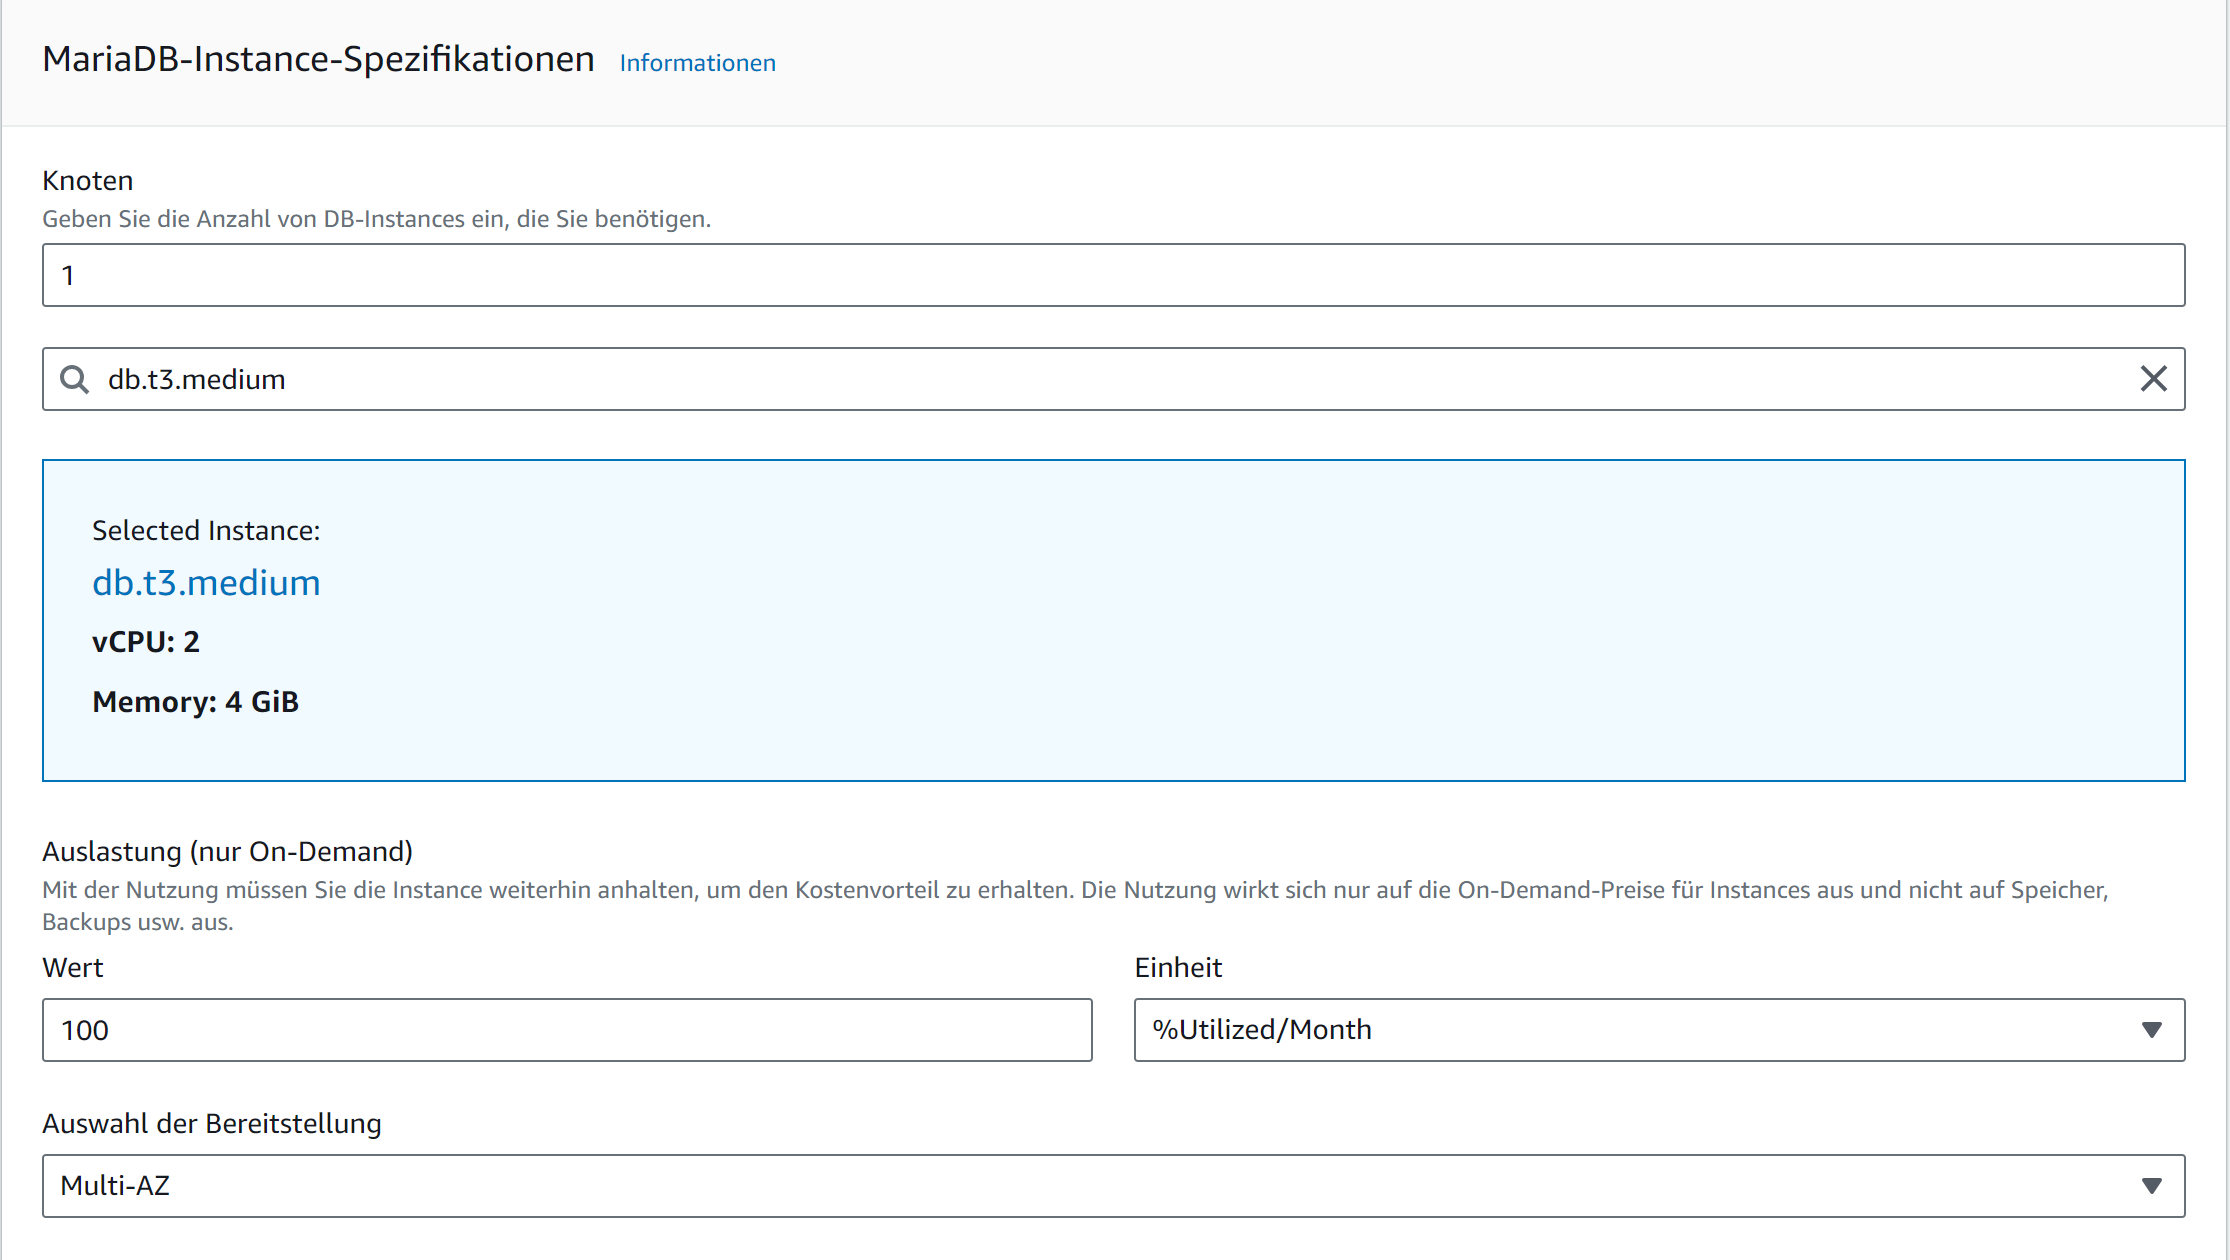 MariaDB-Instance-Spezifikationen Informationen
Knoten
Geben Sie die Anzahl von DB-Instances ein, die Sie benötigen.
1
db.t3.medium
Selected Instance:
db.t3.medium
vCPU: 2
Memory: 4 GiB
Auslastung (nur On-Demand)
Mit der Nutzung müssen Sie die Instance weiterhin anhalten, um den Kostenvorteil zu erhalten. Die Nutzung wirkt sich nur auf die On-Demand-Preise für Instances aus und nicht auf Speicher,
Backups usw. aus.
Wert
100
Einheit
%Utilized/Month
Auswahl der Bereitstellung
Multi-AZ